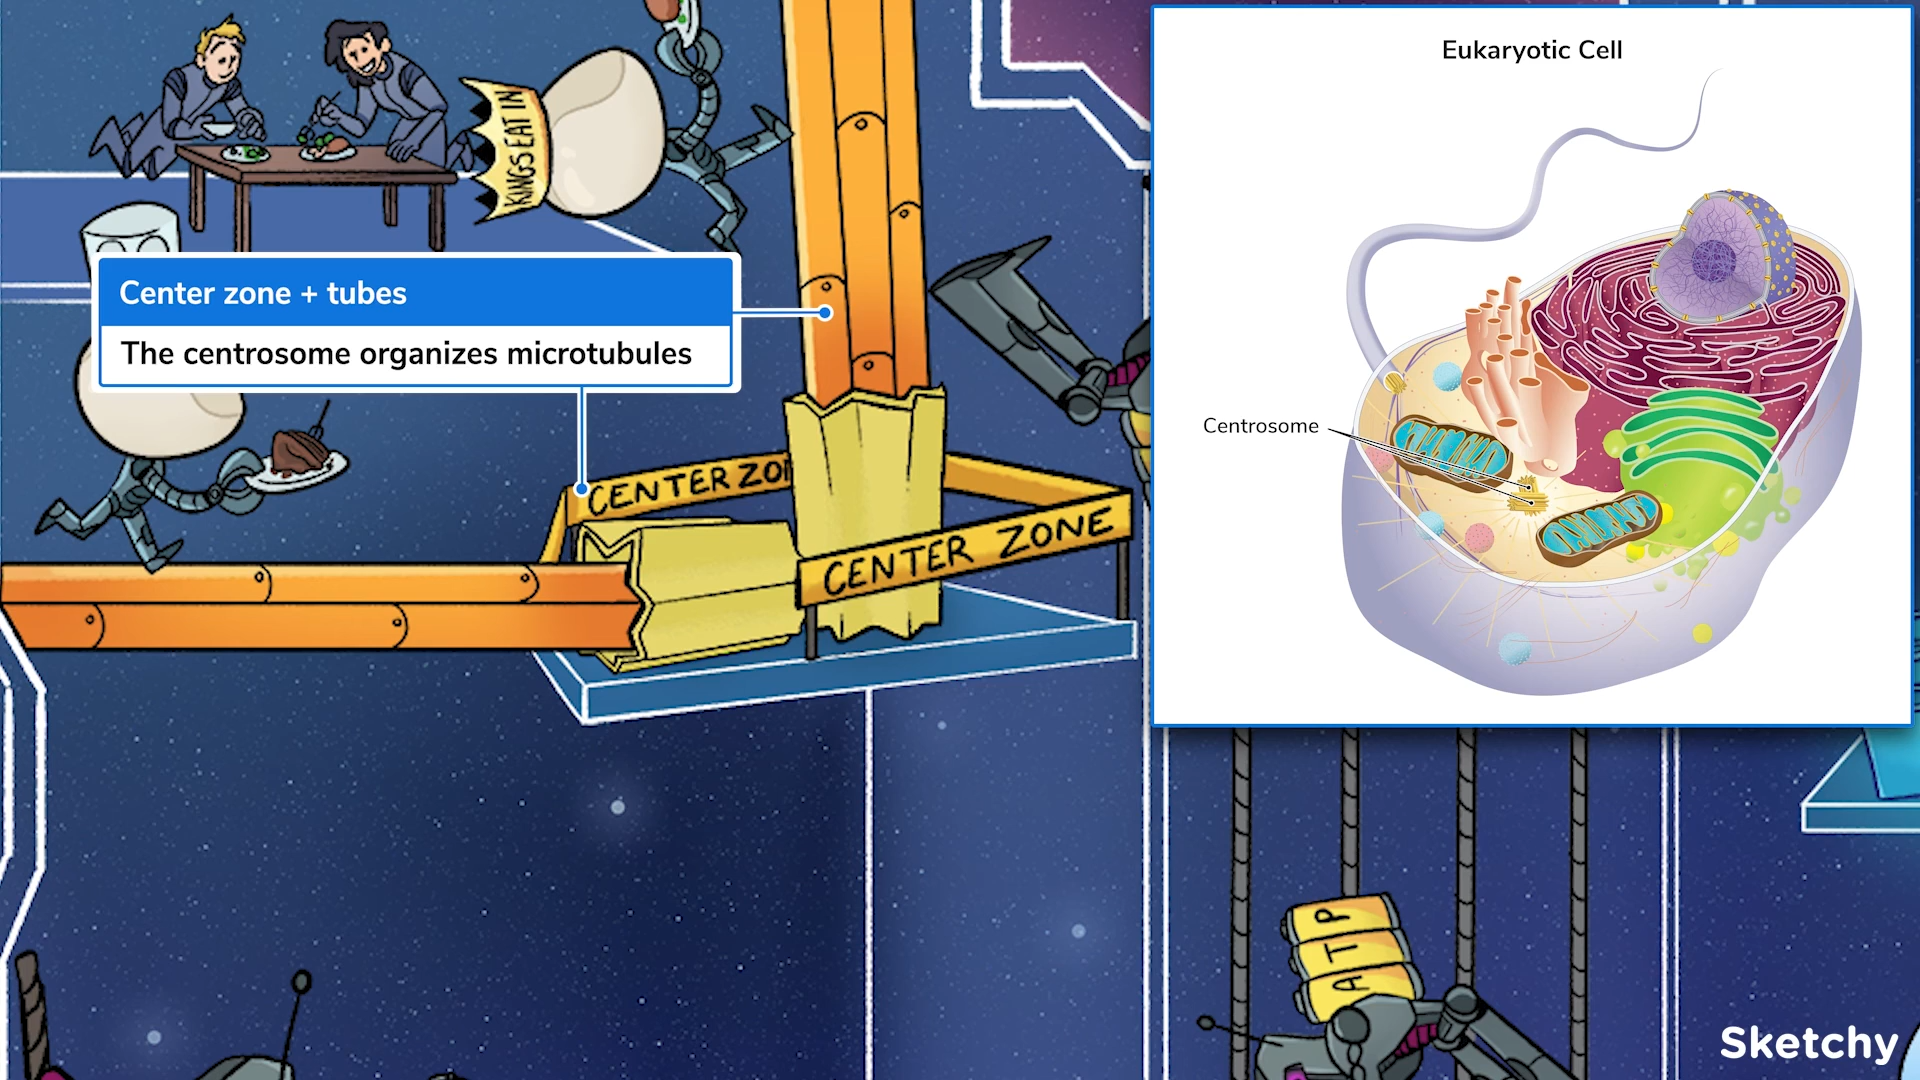 Eukaryotic Cell
KINGS EAT IN
Center zone + tubes
The centrosome organizes microtubules
Centrosome
CENTER ZO
CENTER ZONE
ATP
Sketchy